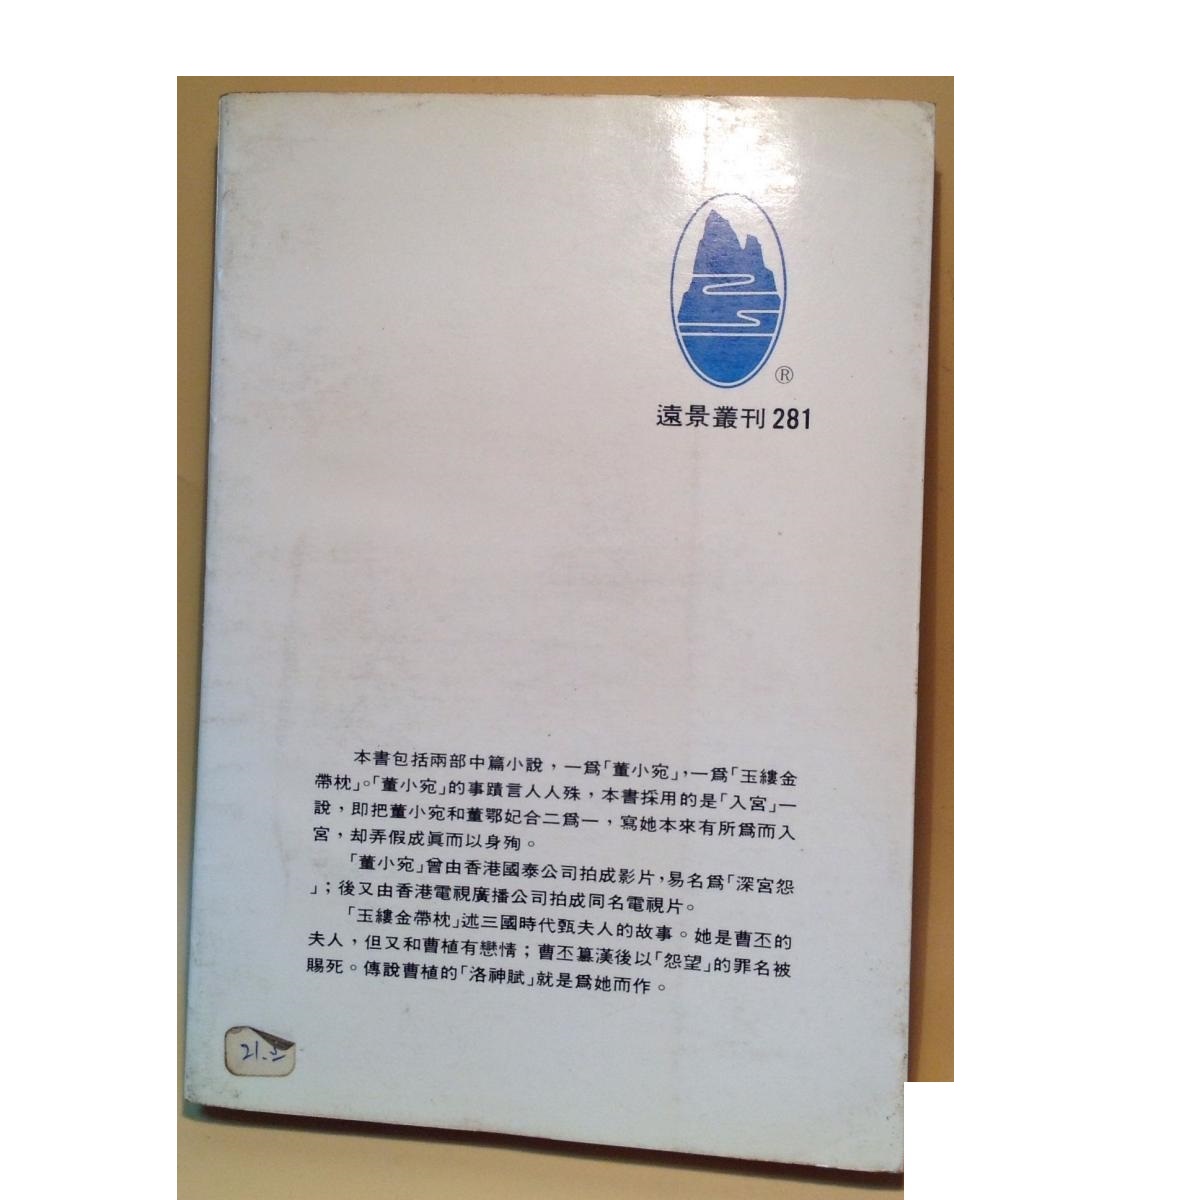 ®
遠景叢刊281
本書包括兩部中篇小說，一爲「董小宛」，一爲「玉縷金
帶枕」。「董小宛」的事蹟言人人殊，本書採用的是「入宮」一
說，即把董小宛和董鄂妃合二爲一，寫她本來有所爲而入
宮，却弄假成眞而以身殉。
「董小宛」曾由香港國泰公司拍成影片，易名爲「深宮怨
」；後又由香港電視廣播公司拍成同名電視片。
「玉縷金帶枕」述三國時代甄夫人的故事。她是曹丕的
夫人，但又和曹植有戀情；曹丕篡漢後以「怨望」的罪名被
賜死。傳說曹植的「洛神賦」就是爲她而作。